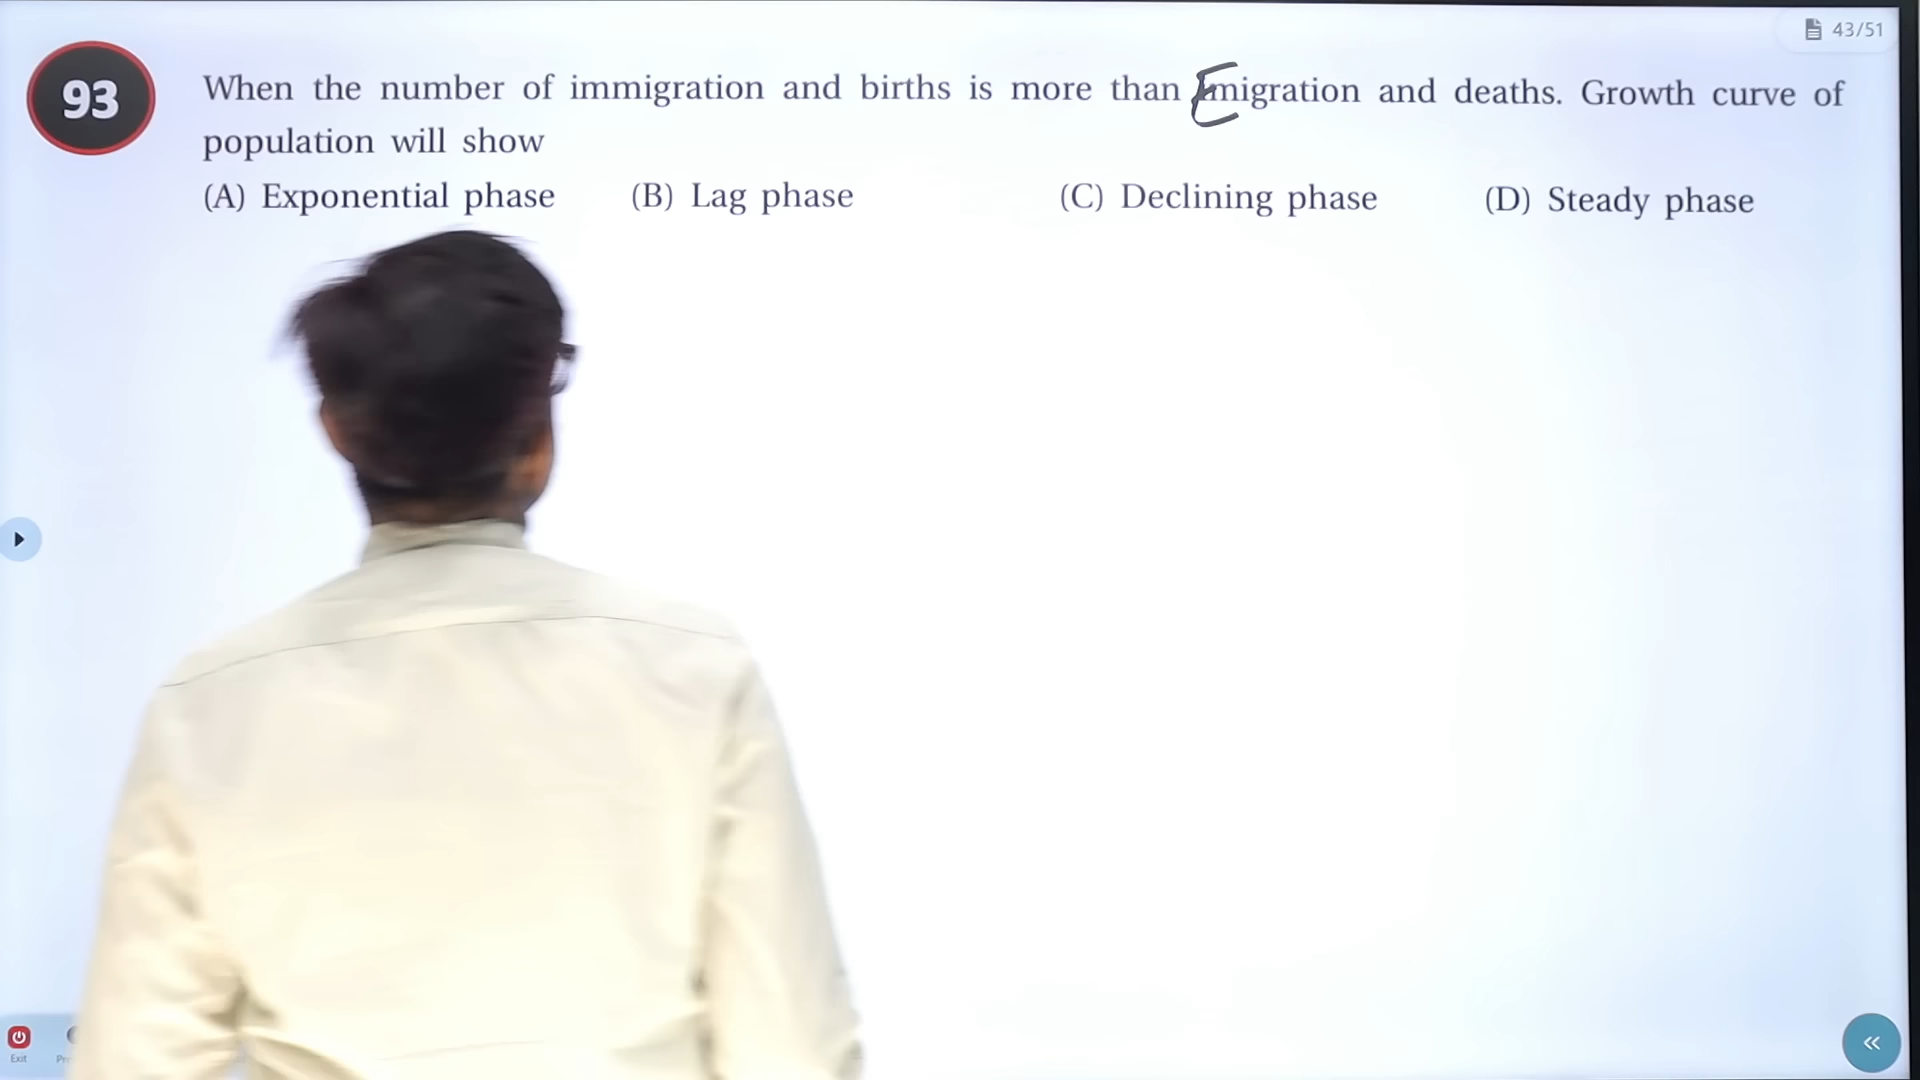 43/51
93
When the number of immigration and births is more than Emigration and deaths. Growth curve of
population will show
(A) Exponential phase (B) Lag phase (C) Declining phase (D) Steady phase
Exit